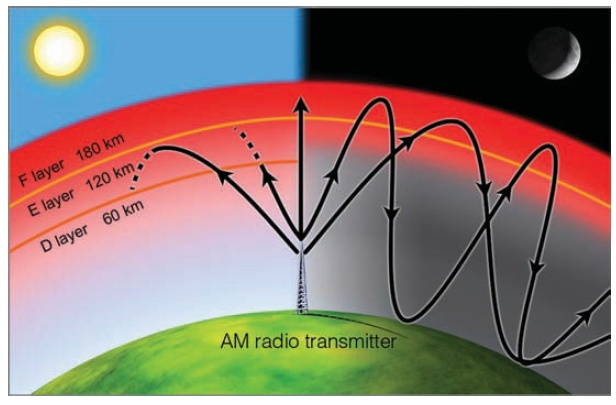 F layer 180 km
E layer 120 km
D layer 60 km
AM radio transmitter